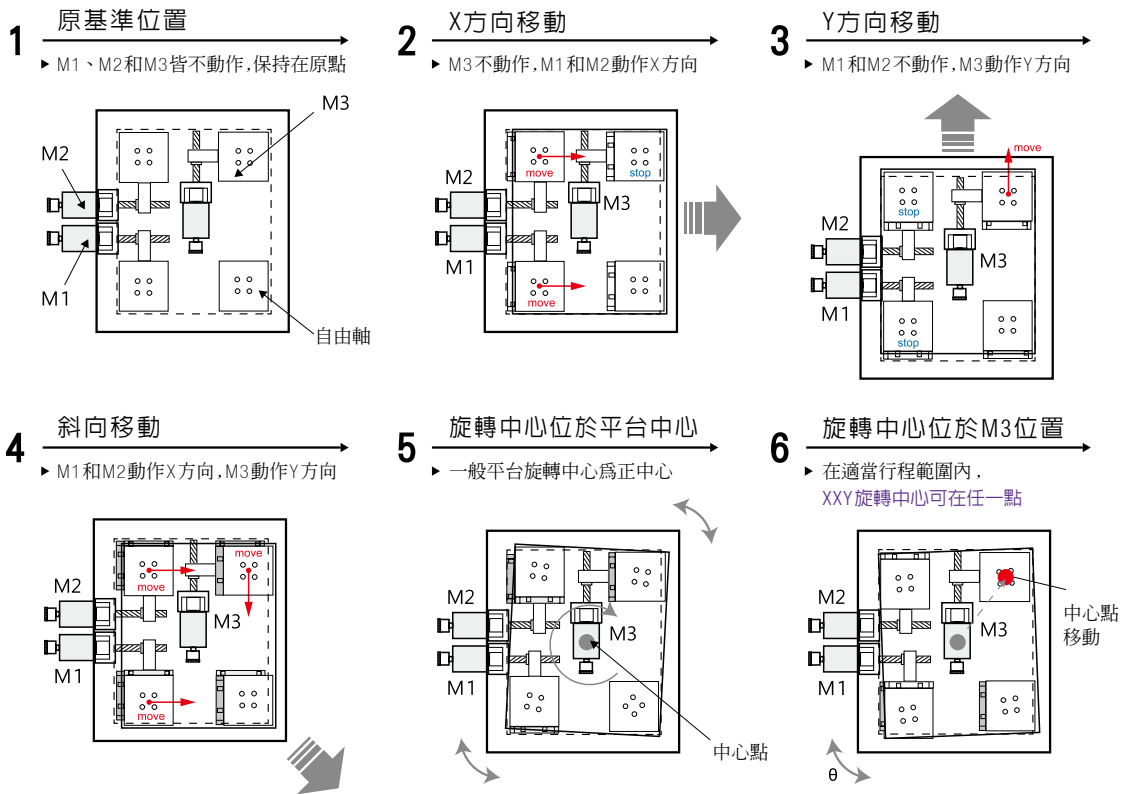 1 原基準位置
▶ M1、M2和M3皆不動作,保持在原點
M3
M2
M1
自由軸
2 X方向移動
▶ M3不動作,M1和M2動作X方向
move
stop
M2
M3
M1
move
3 Y方向移動
▶ M1和M2不動作,M3動作Y方向
move
stop
M2
M3
M1
stop
4 斜向移動
▶ M1和M2動作X方向,M3動作Y方向
move
move
M2
M3
M1
move
5 旋轉中心位於平台中心
▶ 一般平台旋轉中心爲正中心
M2
M3
M1
中心點
6 旋轉中心位於M3位置
▶ 在適當行程範圍內,
XXY旋轉中心可在任一點
M2
中心點
移動
M3
M1
θ